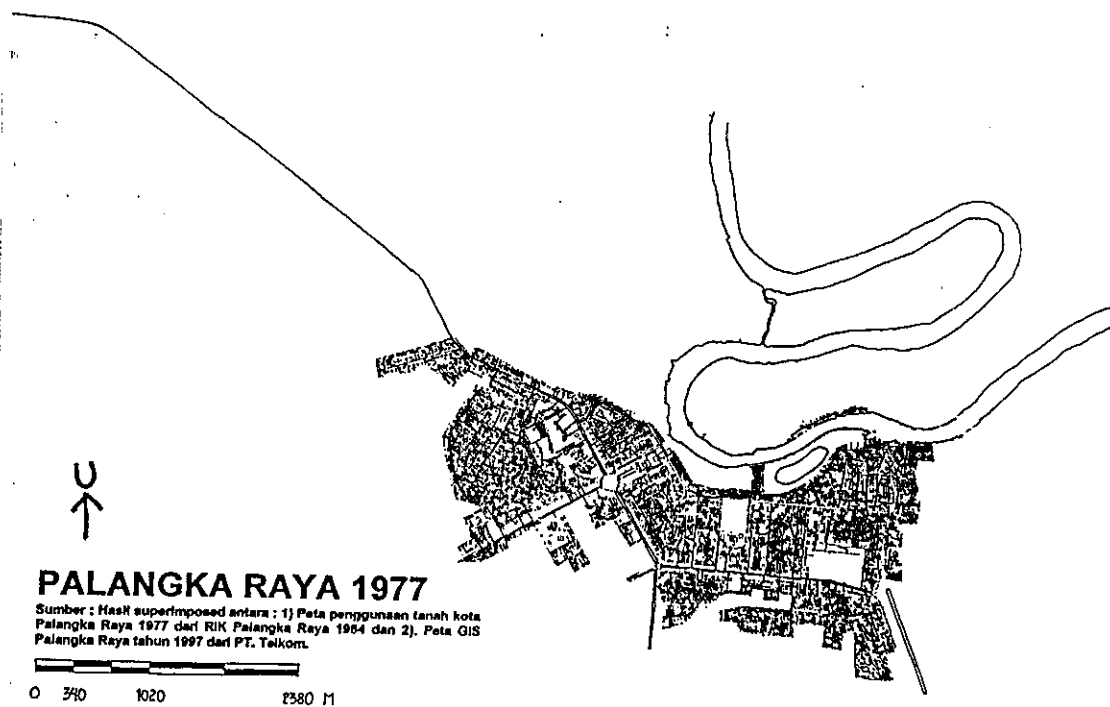 U
PALANGKA RAYA 1977
Sumber : Hasil superimposed antara : 1) Peta penggunaan tanah kota
Palangka Raya 1977 dari RIK Palangka Raya 1984 dan 2). Peta GIS
Palangka Raya tahun 1997 dari PT. Telkom.
0 340 1020 2380 M